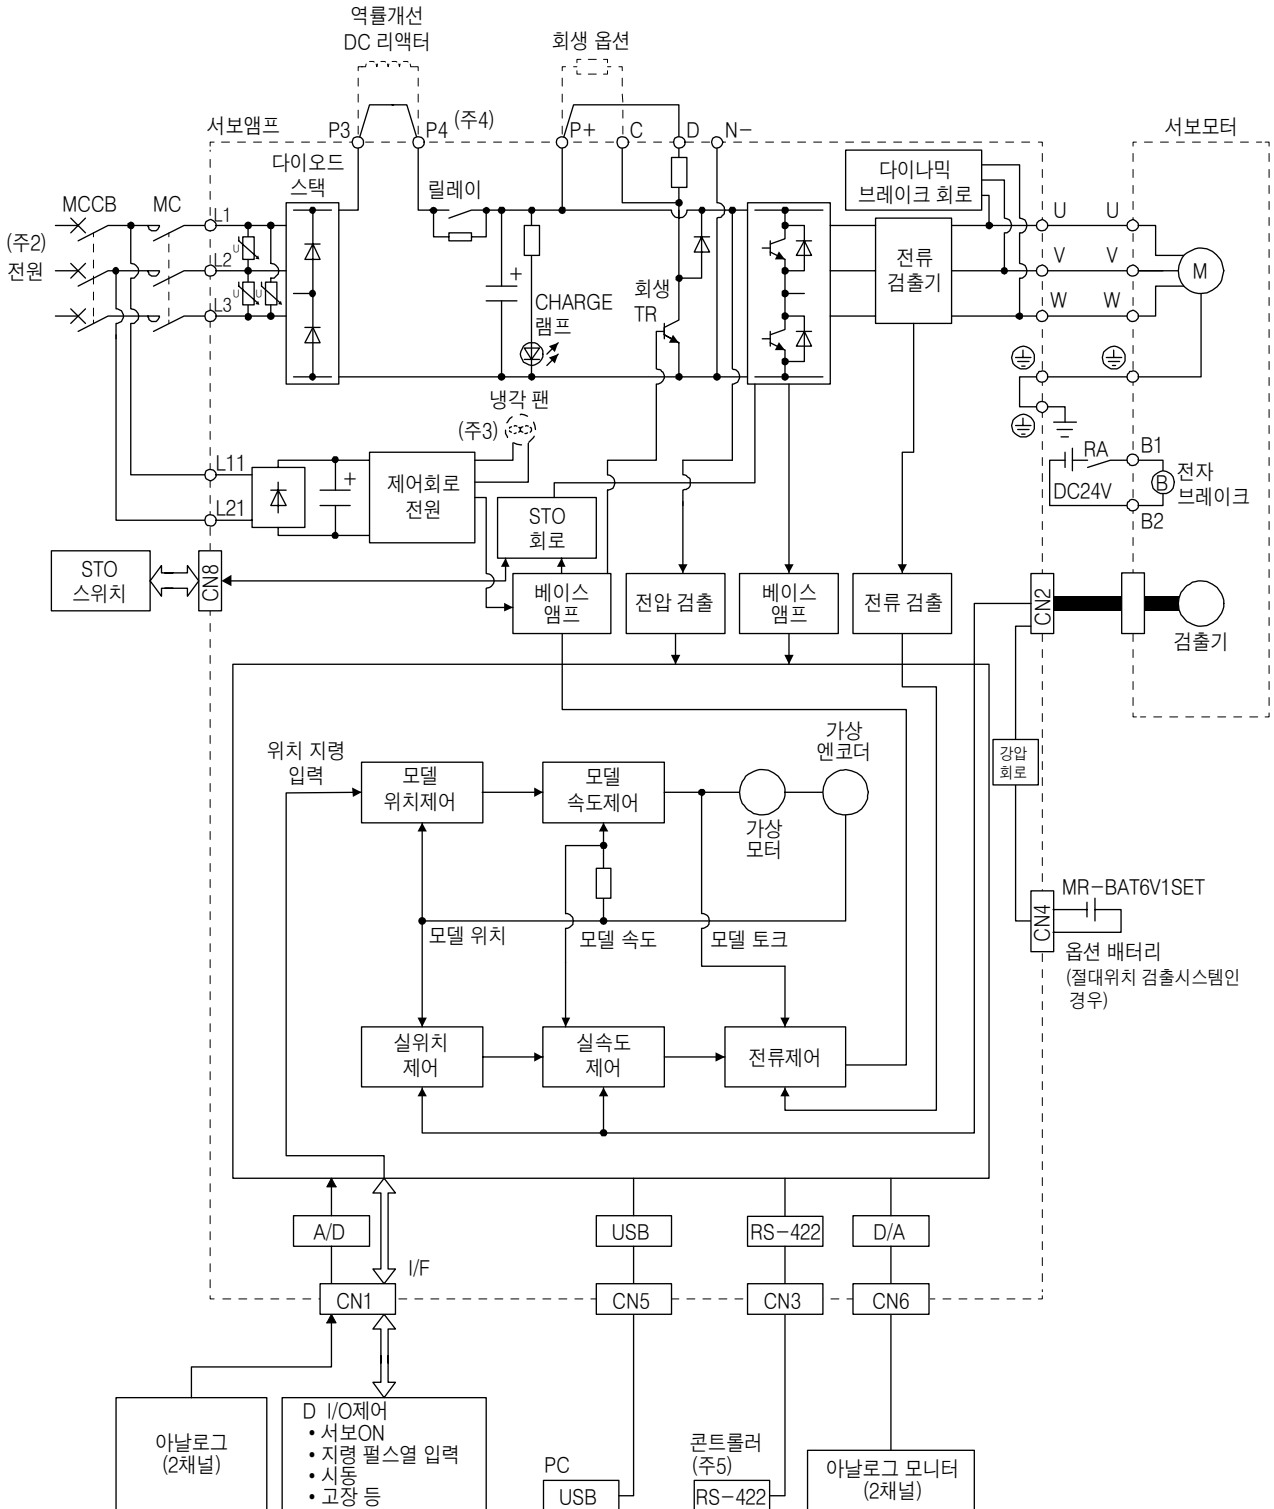 역률개선
DC 리액터
회생 옵션
서보앰프
P3
P4
(주4)
P+
C
D
N-
서보모터
다이오드
스택
릴레이
다이나믹
브레이크 회로
MCCB
MC
L1
U
U
(주2)
전원
U
L2
전류
검출기
V
V
M
회생
TR
U
U
L3
CHARGE
램프
W
W
냉각 팬
(주3)
L11
제어회로
전원
RA
B1
DC24V
B
전자
브레이크
L21
B2
STO
회로
STO
스위치
CN8
베이스
앰프
전압 검출
베이스
앰프
전류 검출
CN2
검출기
위치 지령
입력
모델
위치제어
모델
속도제어
가상
엔코더
가상
모터
강압
회로
모델 위치
모델 속도
모델 토크
MR-BAT6V1SET
CN4
옵션 배터리
(절대위치 검출시스템인
경우)
실위치
제어
실속도
제어
전류제어
A/D
USB
RS-422
D/A
I/F
CN1
CN5
CN3
CN6
아날로그
(2채널)
D I/O제어
• 서보ON
• 지령 펄스열 입력
• 시동
• 고장 등
PC
USB
콘트롤러
(주5)
RS-422
아날로그 모니터
(2채널)